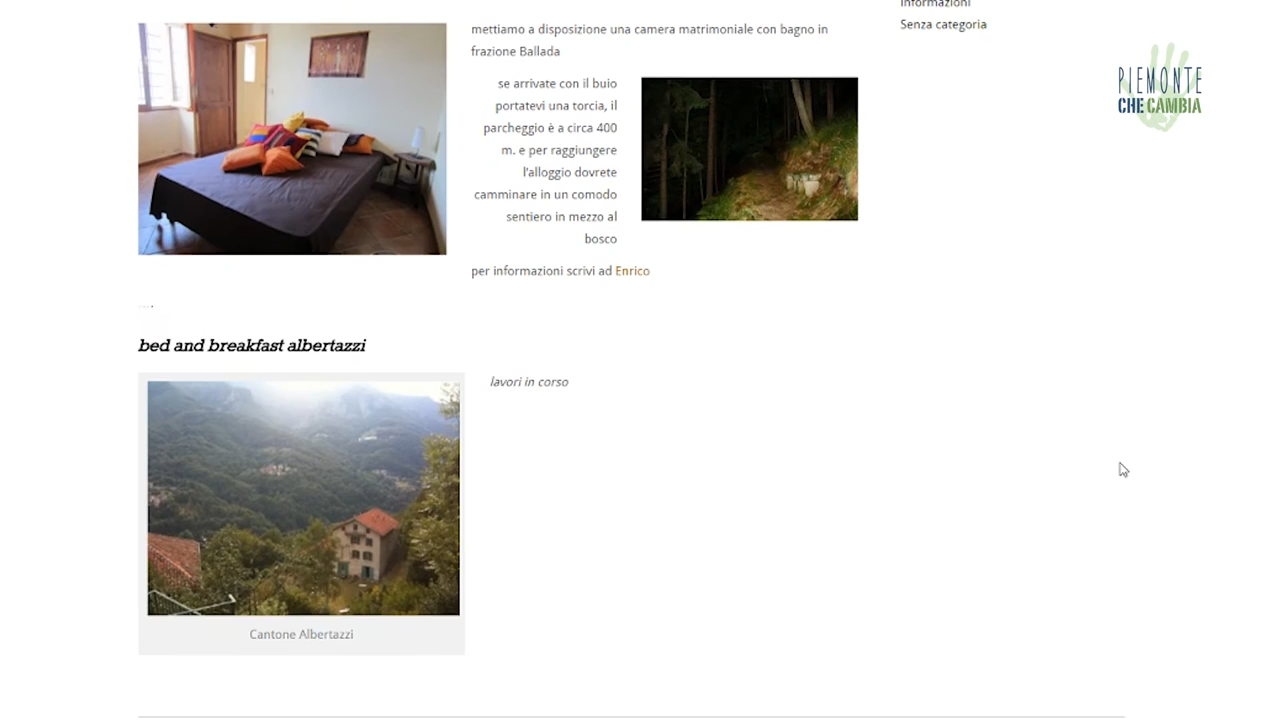 mettiamo a disposizione una camera matrimoniale con bagno in
frazione Ballada
se arrivate con il buio
portatevi una torcia, il
parcheggio è a circa 400
m. e per raggiungere
l'alloggio dovrete
camminare in un comodo
sentiero in mezzo al
bosco
per informazioni scrivi ad Enrico
....
bed and breakfast albertazzi
lavori in corso
Cantone Albertazzi
Informazioni
Senza categoria
PIEMONTE
CHE CAMBIA